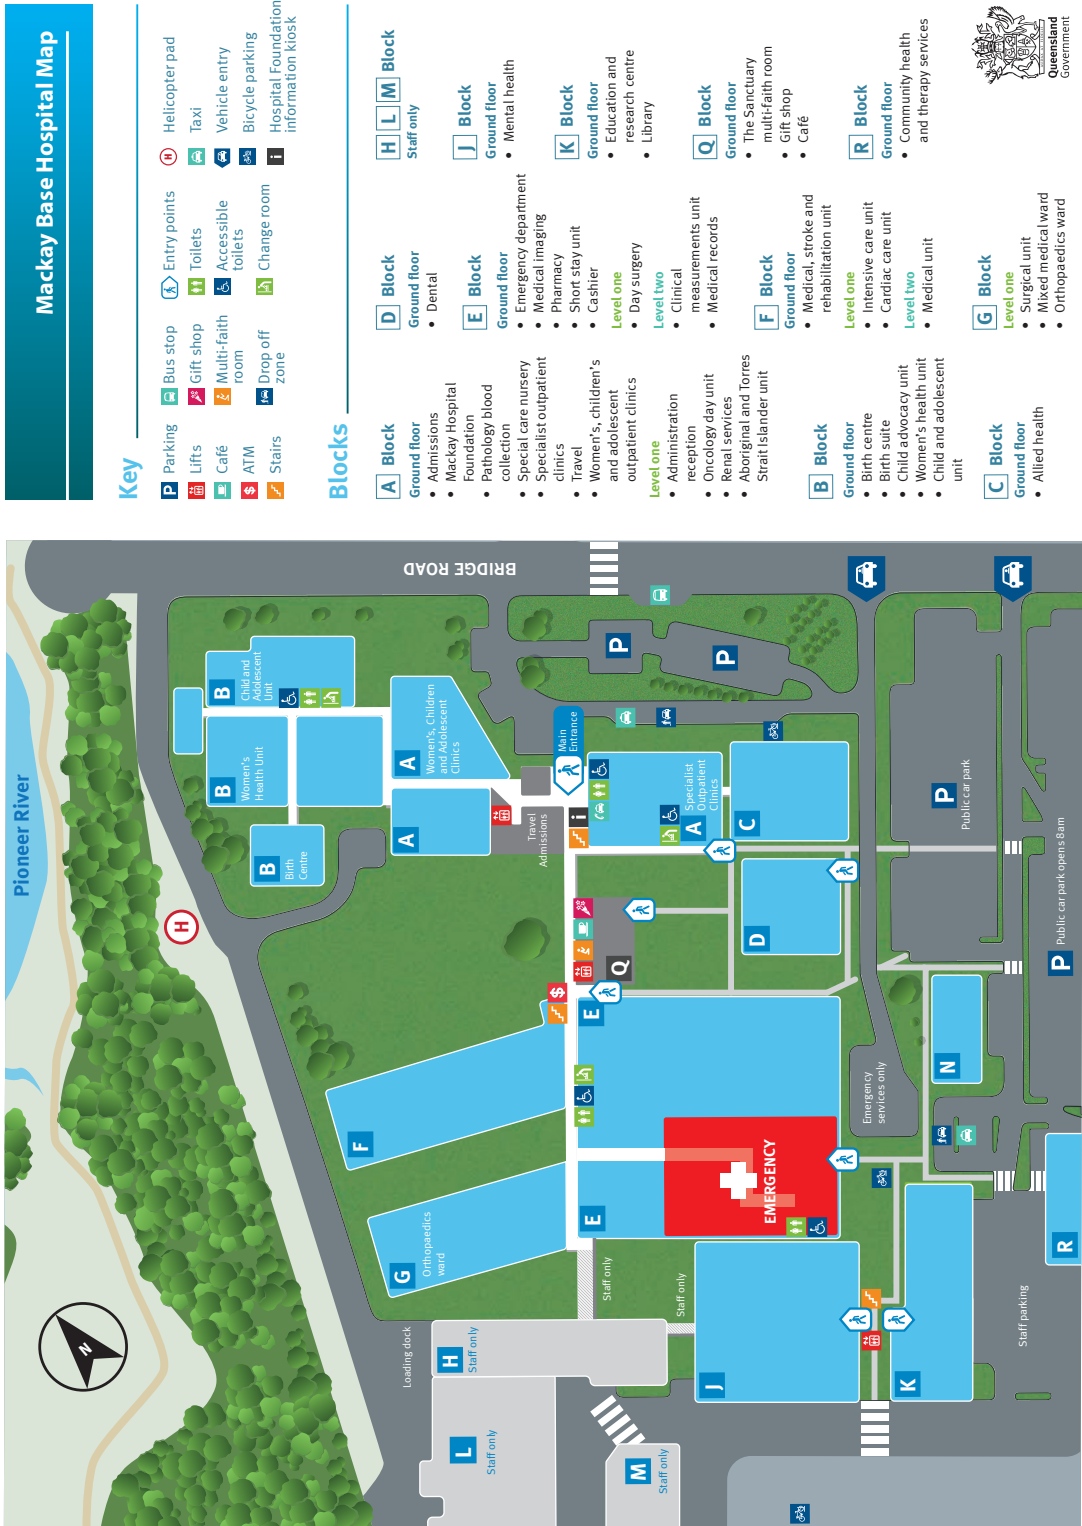 Mackay Base Hospital Map
Key
Parking
Lifts
Café
ATM
Stairs
Bus stop
Gift shop
Multi-faith
room
Drop off
zone
Entry points
Toilets
Accessible
toilets
Change room
Helicopter pad
Taxi
Vehicle entry
Bicycle parking
Hospital Foundation
information kiosk
Blocks
A Block
Ground floor
• Admissions
• Mackay Hospital
Foundation
• Pathology blood
collection
• Special care nursery
• Specialist outpatient
clinics
• Travel
• Women's, children's
and adolescent
outpatient clinics
Level one
• Administration
reception
• Oncology day unit
• Renal services
• Aboriginal and Torres
Strait Islander unit
B Block
Ground floor
• Birth centre
• Birth suite
• Child advocacy unit
• Women's health unit
• Child and adolescent
unit
C Block
Ground floor
• Allied health
D Block
Ground floor
• Dental
E Block
Ground floor
• Emergency department
• Medical imaging
• Pharmacy
• Short stay unit
• Cashier
Level one
• Day surgery
Level two
• Clinical
measurements unit
• Medical records
F Block
Ground floor
• Medical, stroke and
rehabilitation unit
Level one
• Intensive care unit
• Cardiac care unit
Level two
• Medical unit
G Block
Level one
• Surgical unit
• Mixed medical ward
• Orthopaedics ward
H L M Block
Staff only
J Block
Ground floor
• Mental health
K Block
Ground floor
• Education and
research centre
• Library
Q Block
Ground floor
• The Sanctuary
multi-faith room
• Gift shop
• Café
R Block
Ground floor
• Community health
and therapy services
Queensland
Government
Pioneer River
BRIDGE ROAD
H
N
B
Child and
Adolescent
Unit
B
Women's
Health Unit
B
Birth
Centre
A
Women's, Children
and Adolescent
Clinics
A
Travel
Admissions
Main
Entrance
A
Specialist
Outpatient
Clinics
C
D
Q
E
E
EMERGENCY
F
G
Orthopaedics
ward
Staff only
Staff only
Loading dock
H
Staff only
L
Staff only
M
Staff only
J
K
N
R
P
P
P
Public car park
P
Public car park opens 8am
Emergency
services only
Staff parking